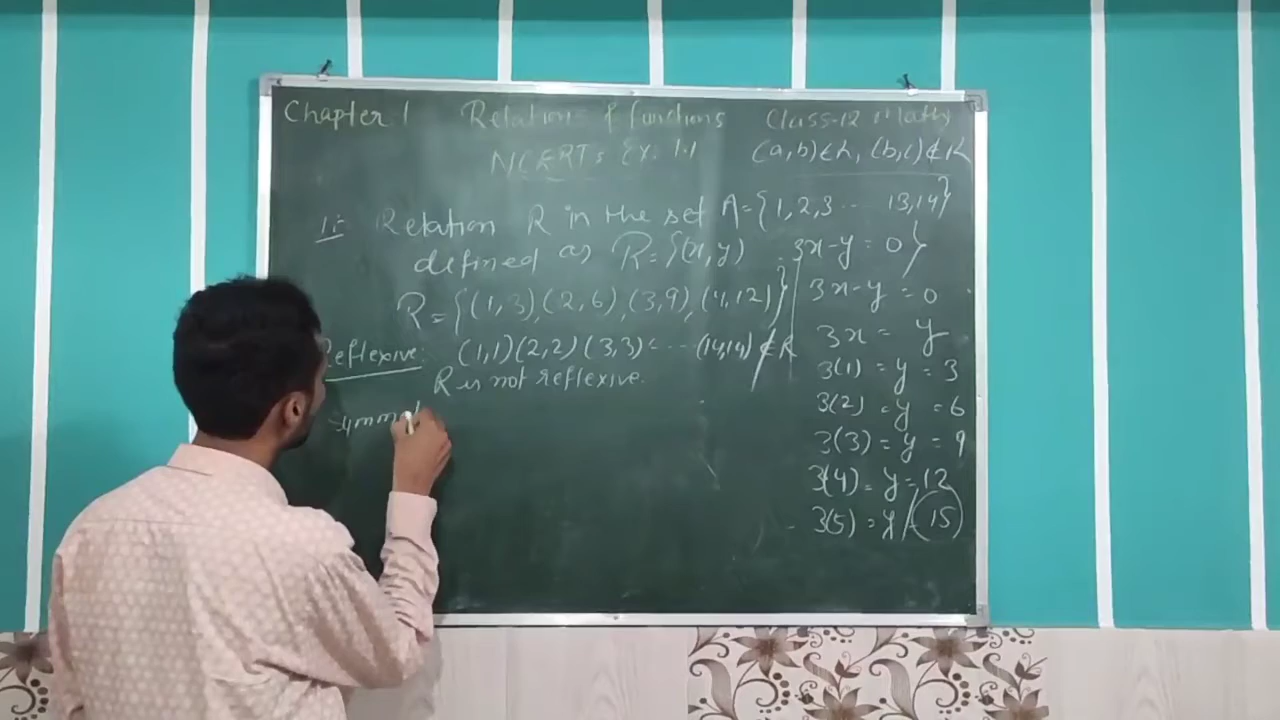 Chapter 1 Relations & functions Class-12 Maths
NCERT: Ex. 1.1
(a,b)∈R, (b,c)∉R
1:- Relation R in the set A={1,2,3 ... 13,14}
defined as R={(x,y) : 3x-y=0}
R={(1,3),(2,6),(3,9),(4,12)}
Reflexive: (1,1)(2,2)(3,3) ... (14,14)∉R
R is not reflexive.
Symmet
3x-y=0
3x = y
3(1) = y = 3
3(2) = y = 6
3(3) = y = 9
3(4) = y = 12
3(5) = y = 15